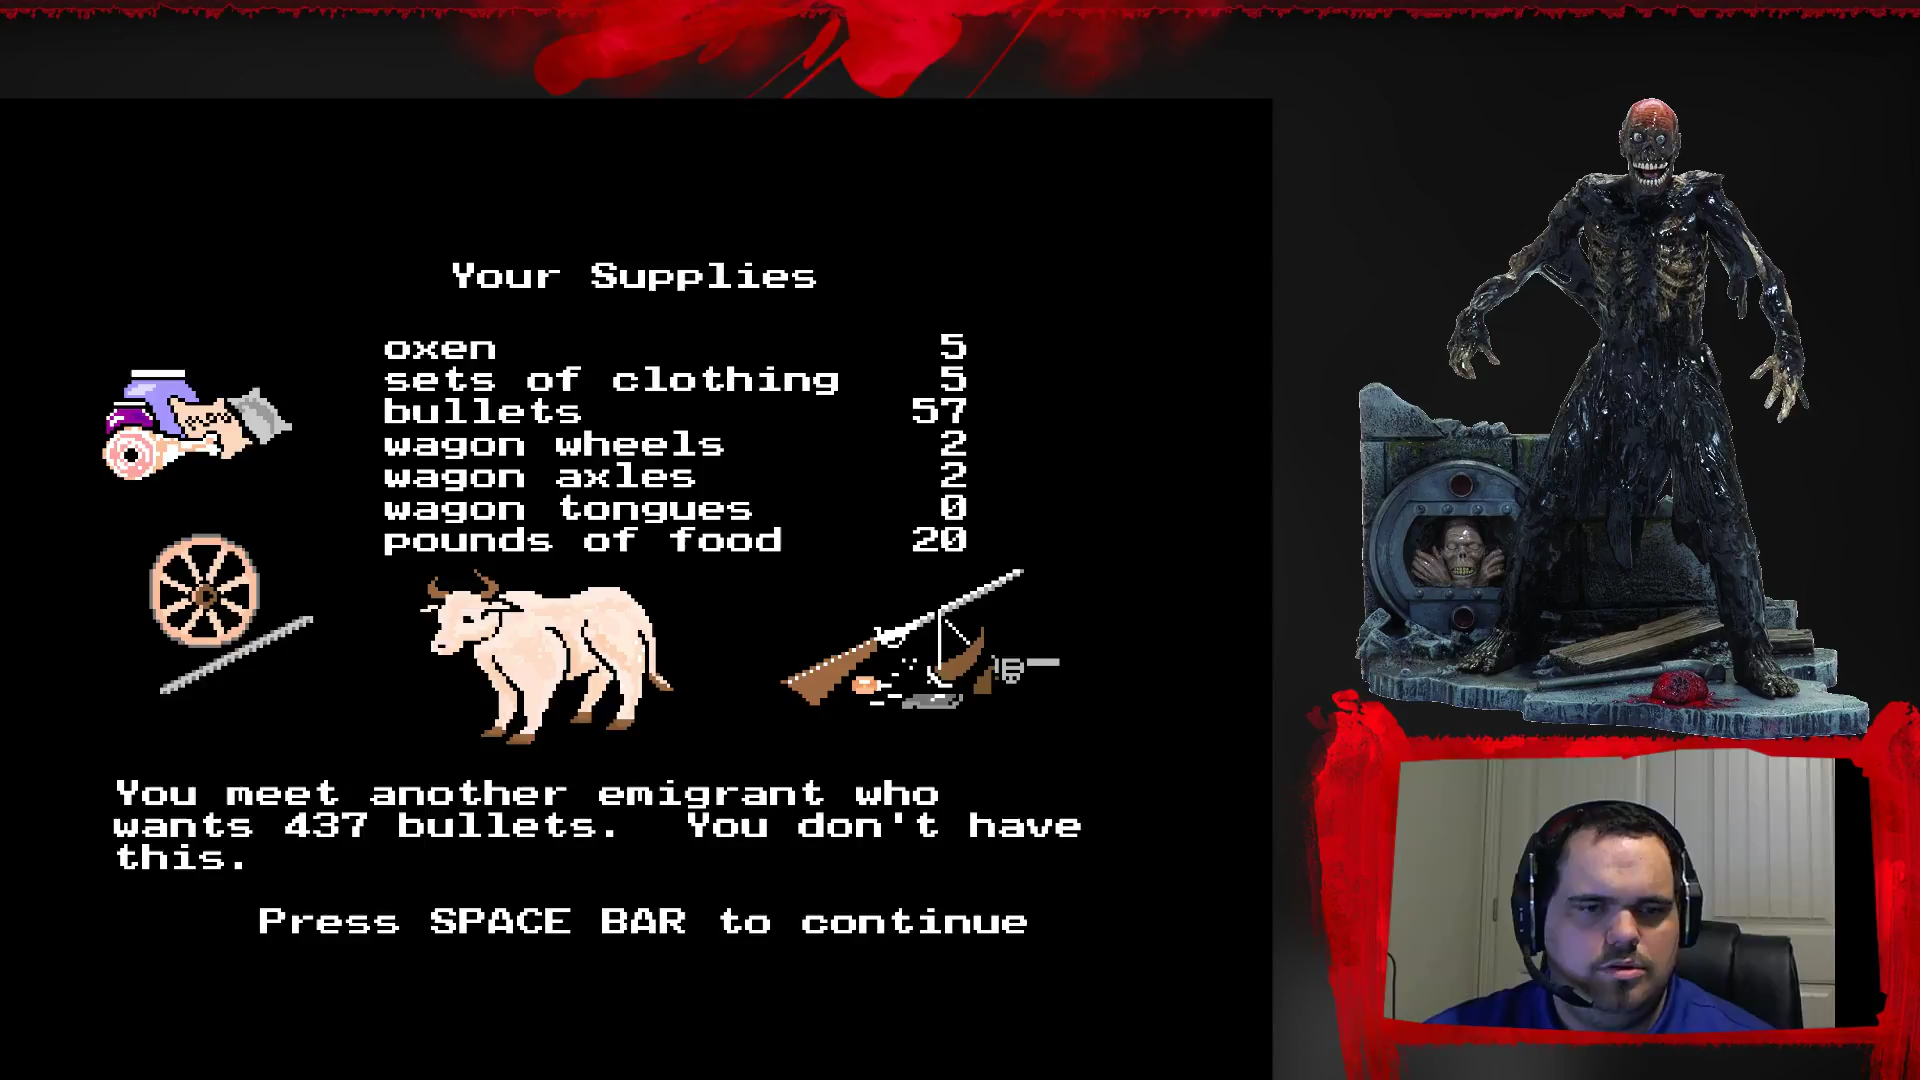 Your Supplies
oxen 5
sets of clothing 5
bullets 57
wagon wheels 2
wagon axles 2
wagon tongues 0
pounds of food 20
You meet another emigrant who
wants 437 bullets. You don't have
this.
Press SPACE BAR to continue